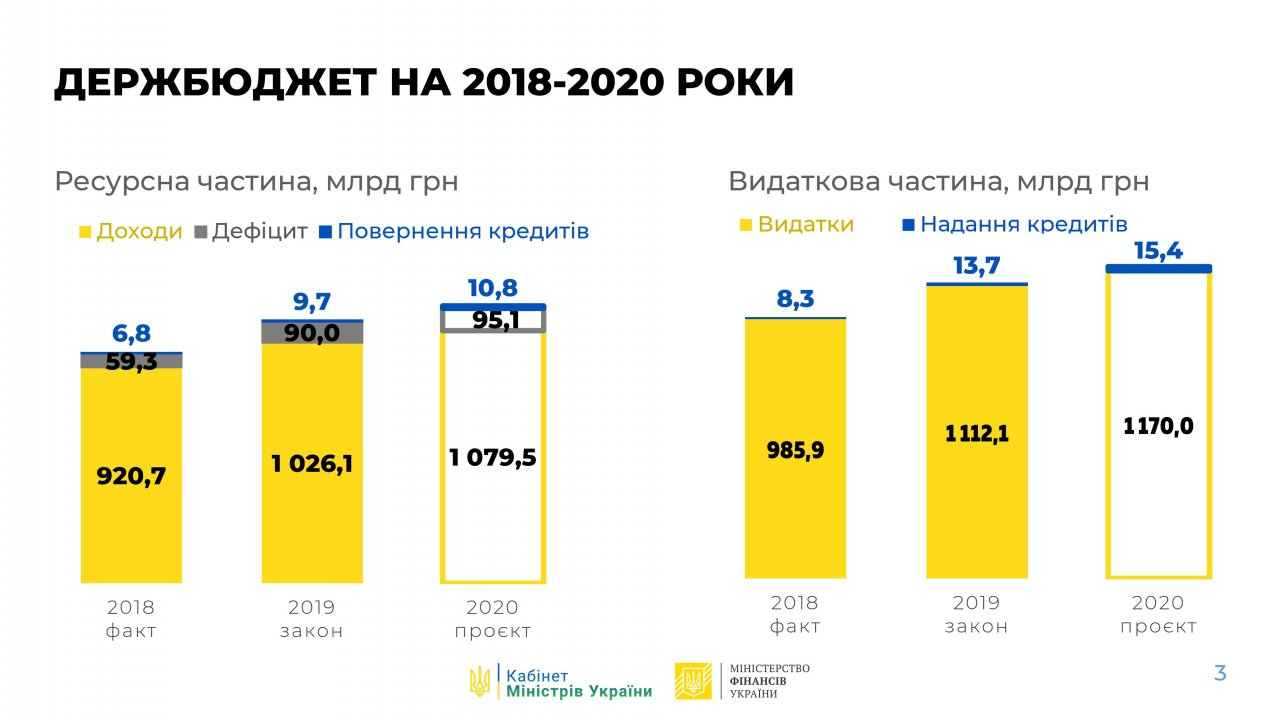 ДЕРЖБЮДЖЕТ НА 2018-2020 РОКИ
Ресурсна частина, млрд грн
Доходи Дефіцит Повернення кредитів
6,8
59,3
920,7
2018
факт
9,7
90,0
1 026,1
2019
закон
10,8
95,1
1 079,5
2020
проєкт
Видаткова частина, млрд грн
Видатки Надання кредитів
8,3
985,9
2018
факт
13,7
1 112,1
2019
закон
15,4
1 170,0
2020
проєкт
Кабінет
Міністрів України
МІНІСТЕРСТВО
ФІНАНСІВ
УКРАЇНИ
3